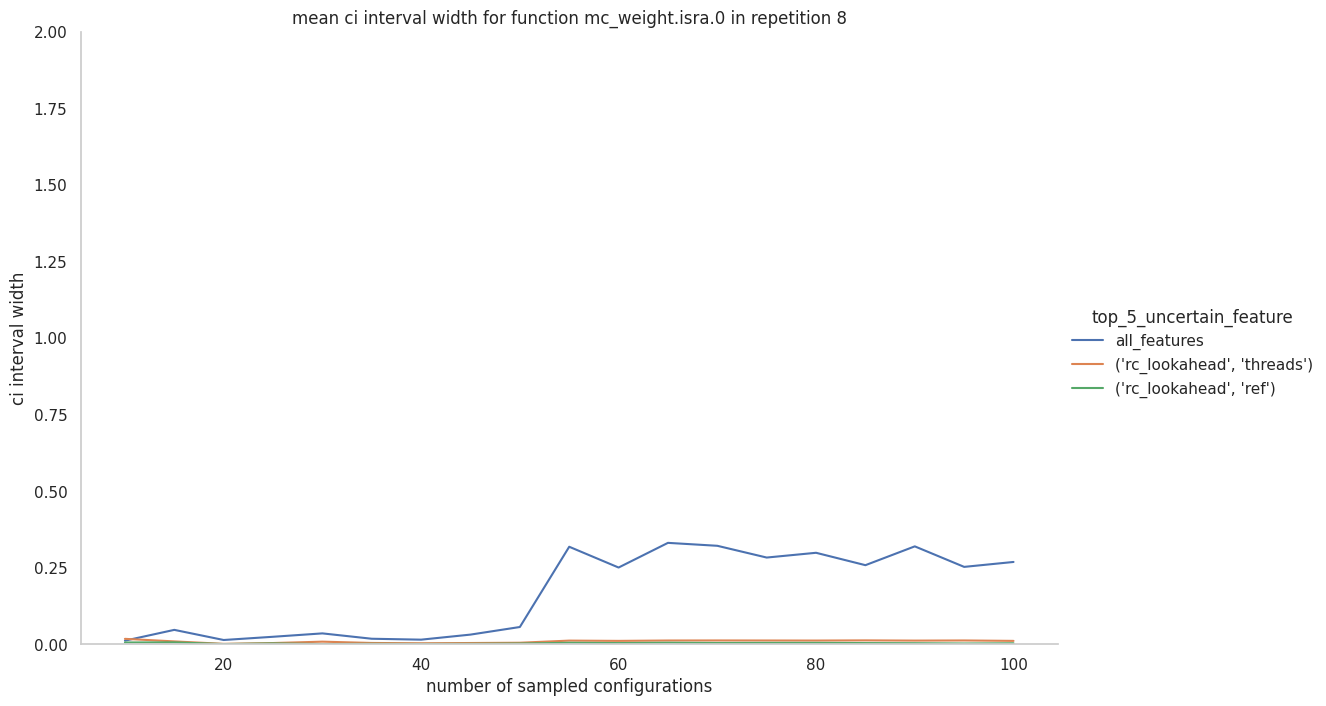 mean ci interval width for function mc_weight.isra.0 in repetition 8
2.00
1.75
1.50
1.25
1.00
0.75
0.50
0.25
0.00
ci interval width
20 40 60 80 100
number of sampled configurations
top_5_uncertain_feature
all_features
('rc_lookahead', 'threads')
('rc_lookahead', 'ref')